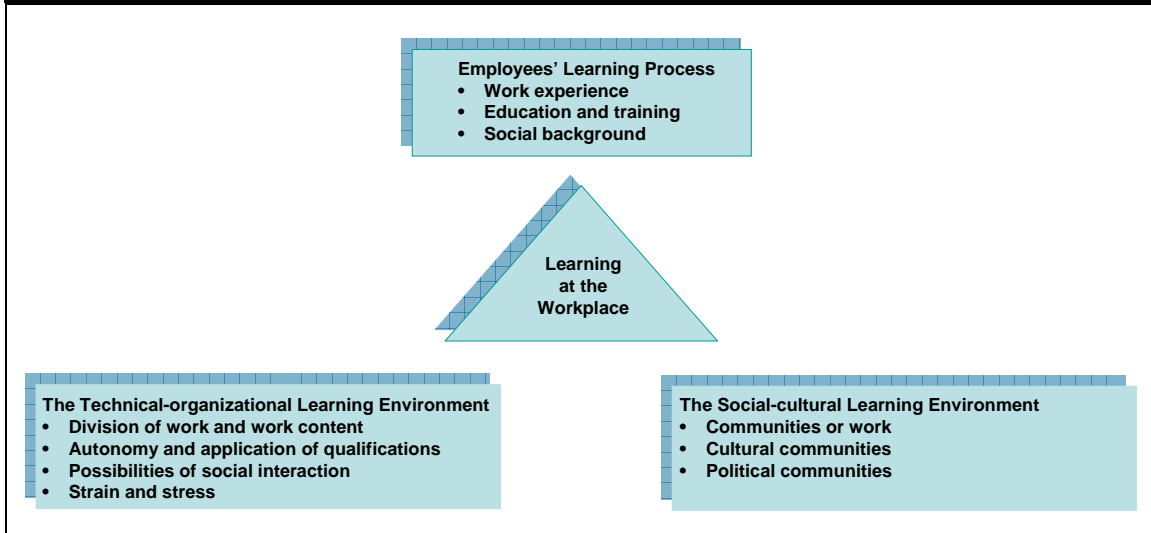 Employees’ Learning Process
• Work experience
• Education and training
• Social background
Learning
at the
Workplace
The Technical-organizational Learning Environment
• Division of work and work content
• Autonomy and application of qualifications
• Possibilities of social interaction
• Strain and stress
The Social-cultural Learning Environment
• Communities or work
• Cultural communities
• Political communities